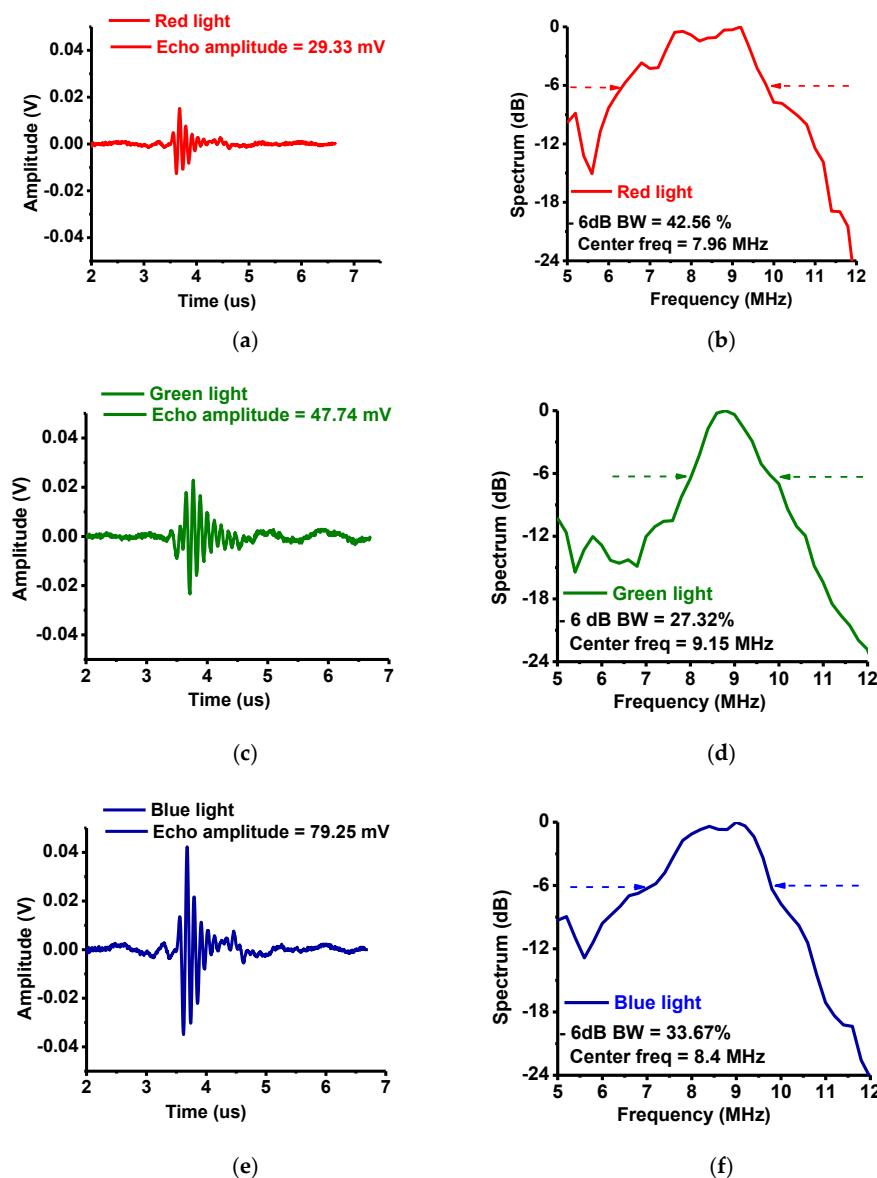 Red light
Echo amplitude = 29.33 mV
0.04
0.02
0.00
-0.02
-0.04
Amplitude (V)
2 3 4 5 6 7
Time (us)
(a)
0
-6
-12
-18
-24
Spectrum (dB)
Red light
- 6dB BW = 42.56 %
Center freq = 7.96 MHz
5 6 7 8 9 10 11 12
Frequency (MHz)
(b)
Green light
Echo amplitude = 47.74 mV
0.04
0.02
0.00
-0.02
-0.04
Amplitude (V)
2 3 4 5 6 7
Time (us)
(c)
0
-6
-12
-18
-24
Spectrum (dB)
Green light
- 6 dB BW = 27.32%
Center freq = 9.15 MHz
5 6 7 8 9 10 11 12
Frequency (MHz)
(d)
Blue light
Echo amplitude = 79.25 mV
0.04
0.02
0.00
-0.02
-0.04
Amplitude (V)
2 3 4 5 6 7
Time (us)
(e)
0
-6
-12
-18
-24
Spectrum (dB)
Blue light
- 6dB BW = 33.67%
Center freq = 8.4 MHz
5 6 7 8 9 10 11 12
Frequency (MHz)
(f)